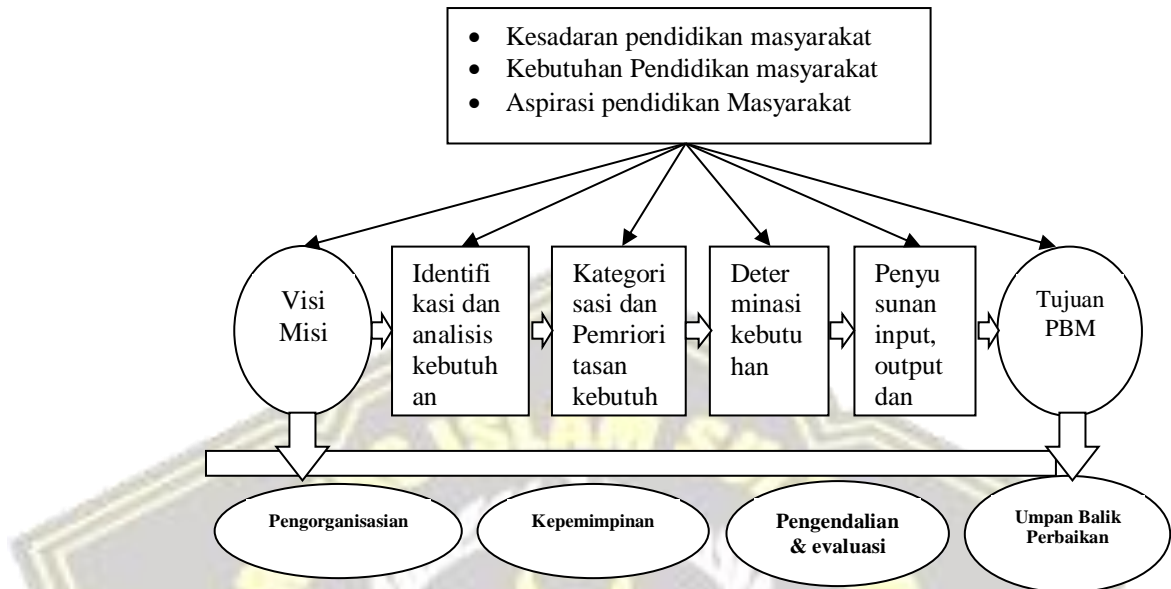 • Kesadaran pendidikan masyarakat
• Kebutuhan Pendidikan masyarakat
• Aspirasi pendidikan Masyarakat
Visi
Misi
Identifi
kasi dan
analisis
kebutuh
an
Kategori
sasi dan
Pemriori
tasan
kebutuh
Deter
minasi
kebutu
han
Penyu
sunan
input,
output
dan
Tujuan
PBM
Pengorganisasian
Kepemimpinan
Pengendalian
& evaluasi
Umpan Balik
Perbaikan